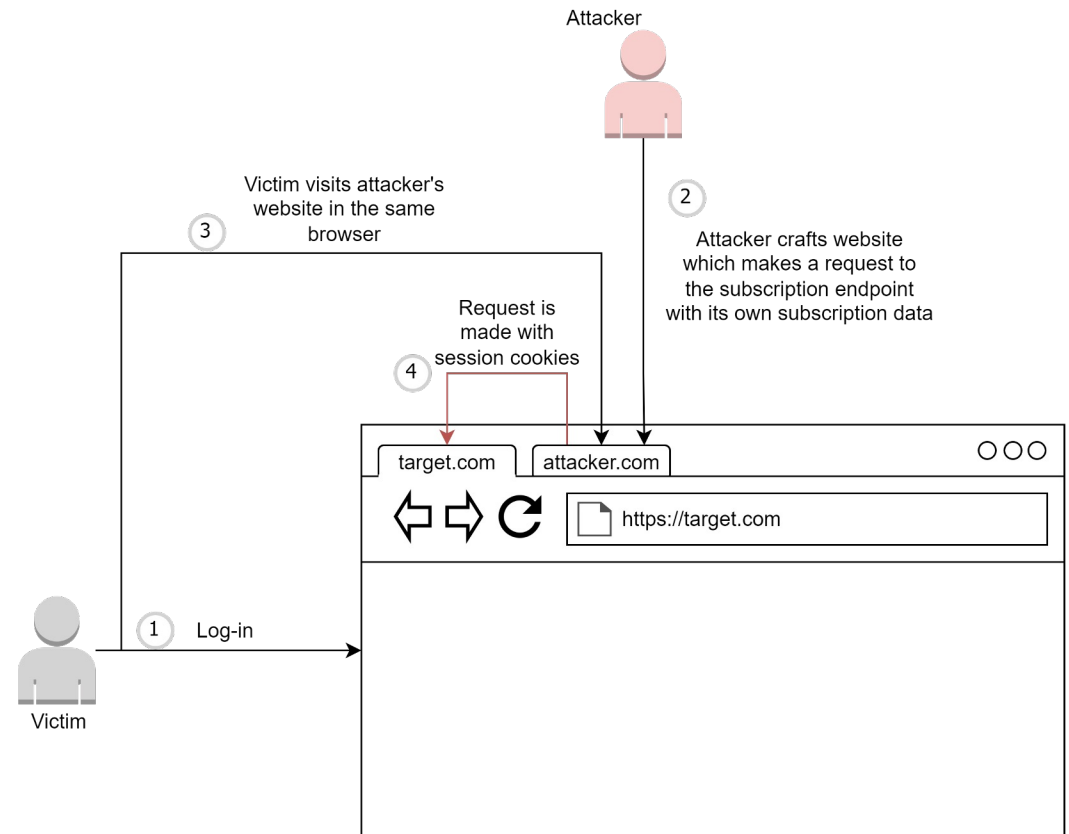 Attacker
Victim visits attacker's
website in the same
browser
3
2
Attacker crafts website
which makes a request to
the subscription endpoint
with its own subscription data
Request is
made with
session cookies
4
target.com
attacker.com
https://target.com
1
Log-in
Victim